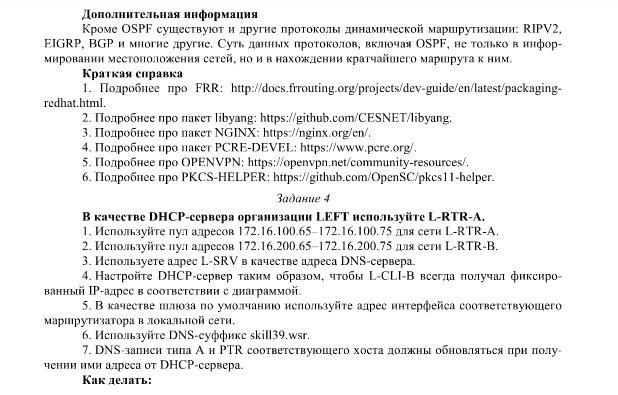 Дополнительная информация
Кроме OSPF существуют и другие протоколы динамической маршрутизации: RIPV2,
EIGRP, BGP и многие другие. Суть данных протоколов, включая OSPF, не только в инфор-
мировании местоположения сетей, но и в нахождении кратчайшего маршрута к ним.
Краткая справка
1. Подробнее про FRR: http://docs.frrouting.org/projects/dev-guide/en/latest/packaging-
redhat.html.
2. Подробнее про пакет libyang: https://github.com/CESNET/libyang.
3. Подробнее про пакет NGINX: https://nginx.org/en/.
4. Подробнее про пакет PCRE-DEVEL: https://www.pcre.org/.
5. Подробнее про OPENVPN: https://openvpn.net/community-resources/.
6. Подробнее про PKCS-HELPER: https://github.com/OpenSC/pkcs11-helper.
Задание 4
В качестве DHCP-сервера организации LEFT используйте L-RTR-A.
1. Используйте пул адресов 172.16.100.65–172.16.100.75 для сети L-RTR-A.
2. Используйте пул адресов 172.16.200.65–172.16.200.75 для сети L-RTR-B.
3. Используете адрес L-SRV в качестве адреса DNS-сервера.
4. Настройте DHCP-сервер таким образом, чтобы L-CLI-B всегда получал фиксиро-
ванный IP-адрес в соответствии с диаграммой.
5. В качестве шлюза по умолчанию используйте адрес интерфейса соответствующего
маршрутизатора в локальной сети.
6. Используйте DNS-суффикс skill39.wsr.
7. DNS-записи типа A и PTR соответствующего хоста должны обновляться при полу-
чении ими адреса от DHCP-сервера.
Как делать: